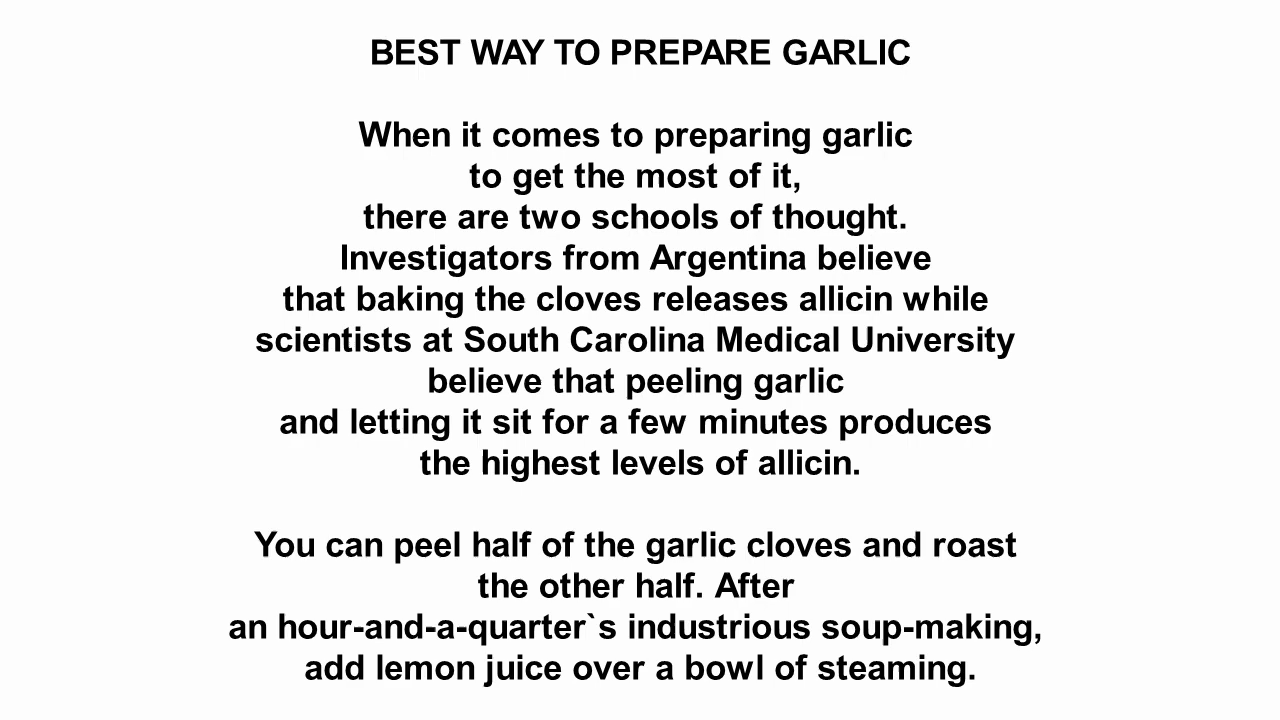 BEST WAY TO PREPARE GARLIC
When it comes to preparing garlic
to get the most of it,
there are two schools of thought.
Investigators from Argentina believe
that baking the cloves releases allicin while
scientists at South Carolina Medical University
believe that peeling garlic
and letting it sit for a few minutes produces
the highest levels of allicin.
You can peel half of the garlic cloves and roast
the other half. After
an hour-and-a-quarter`s industrious soup-making,
add lemon juice over a bowl of steaming.